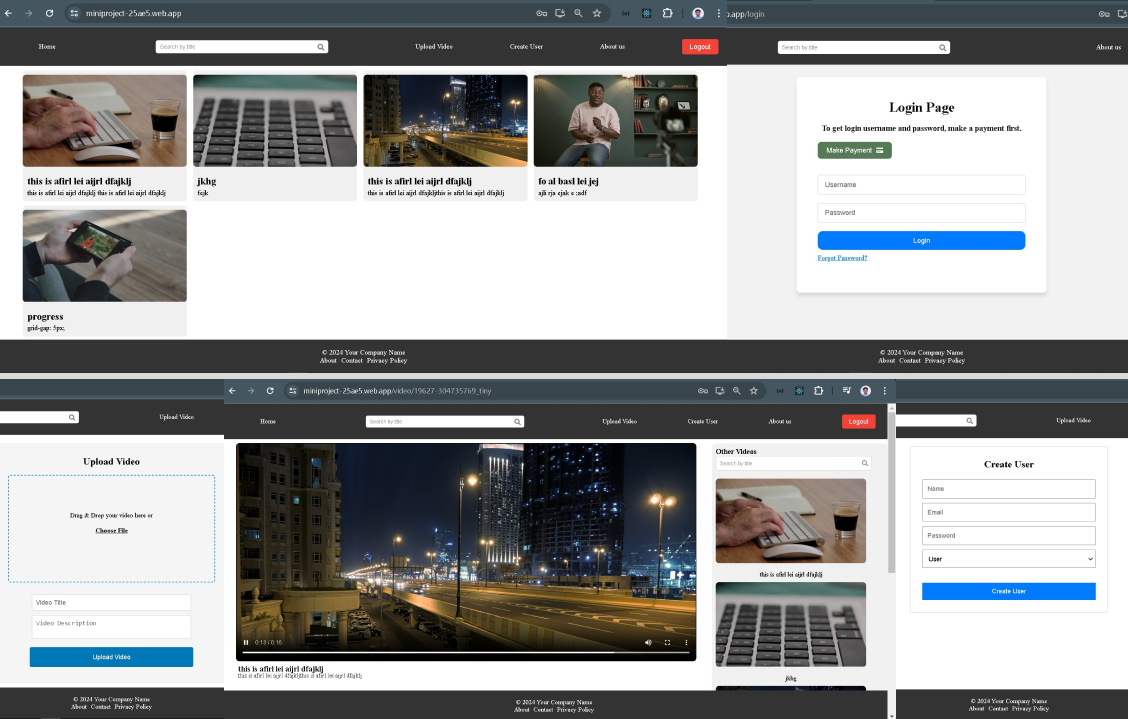 miniproject-25ae5.web.app
Home
Search by title
Upload Video
Create User
About us
Logout
this is afirl lei aijrl dfajklj
this is afirl lei aijrl dfajklj this is afirl lei aijrl dfajklj
jkhg
this is afirl lei aijrl dfajklj
this is afirl lei aijrl dfajkljthis is afirl lei aijrl dfajklj
fo al basl lei jej
progress
grid-gap: 5px;
© 2024 Your Company Name
About Contact Privacy Policy
o.app/login
Search by title
About us
Login Page
To get login username and password, make a payment first.
Make Payment
Username
Password
Login
Forgot Password?
© 2024 Your Company Name
About Contact Privacy Policy
Upload Video
Upload Video
Drag & Drop your video here or
Choose File
Video Title
Video Description
Upload Video
© 2024 Your Company Name
About Contact Privacy Policy
miniproject-25ae5.web.app/video/19627-304735769_tiny
Home
Search by title
Upload Video
Create User
About us
Logout
0:13 / 0:16
this is afirl lei aijrl dfajklj
this is afirl lei aijrl dfajkljthis is afirl lei aijrl dfajklj
Other Videos
Search by title
this is afirl lei aijrl dfajklj
jkhg
© 2024 Your Company Name
About Contact Privacy Policy
Upload Video
Create User
Name
Email
Password
User
Create User
© 2024 Your Company Name
About Contact Privacy Policy